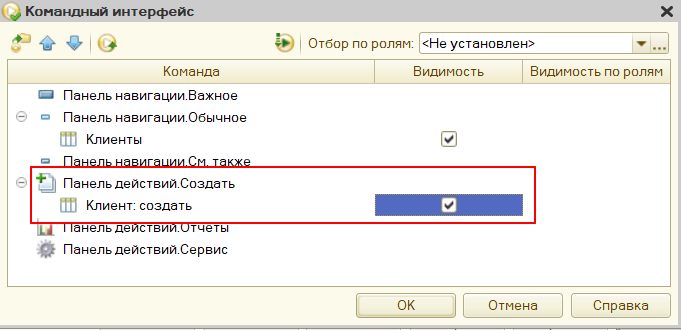 Командный интерфейс
Отбор по ролям: <Не установлен>
Команда Видимость Видимость по ролям
Панель навигации.Важное
Панель навигации.Обычное
Клиенты
Панель навигации.См. также
Панель действий.Создать
Клиент: создать
Панель действий.Отчеты
Панель действий.Сервис
OK Отмена Справка